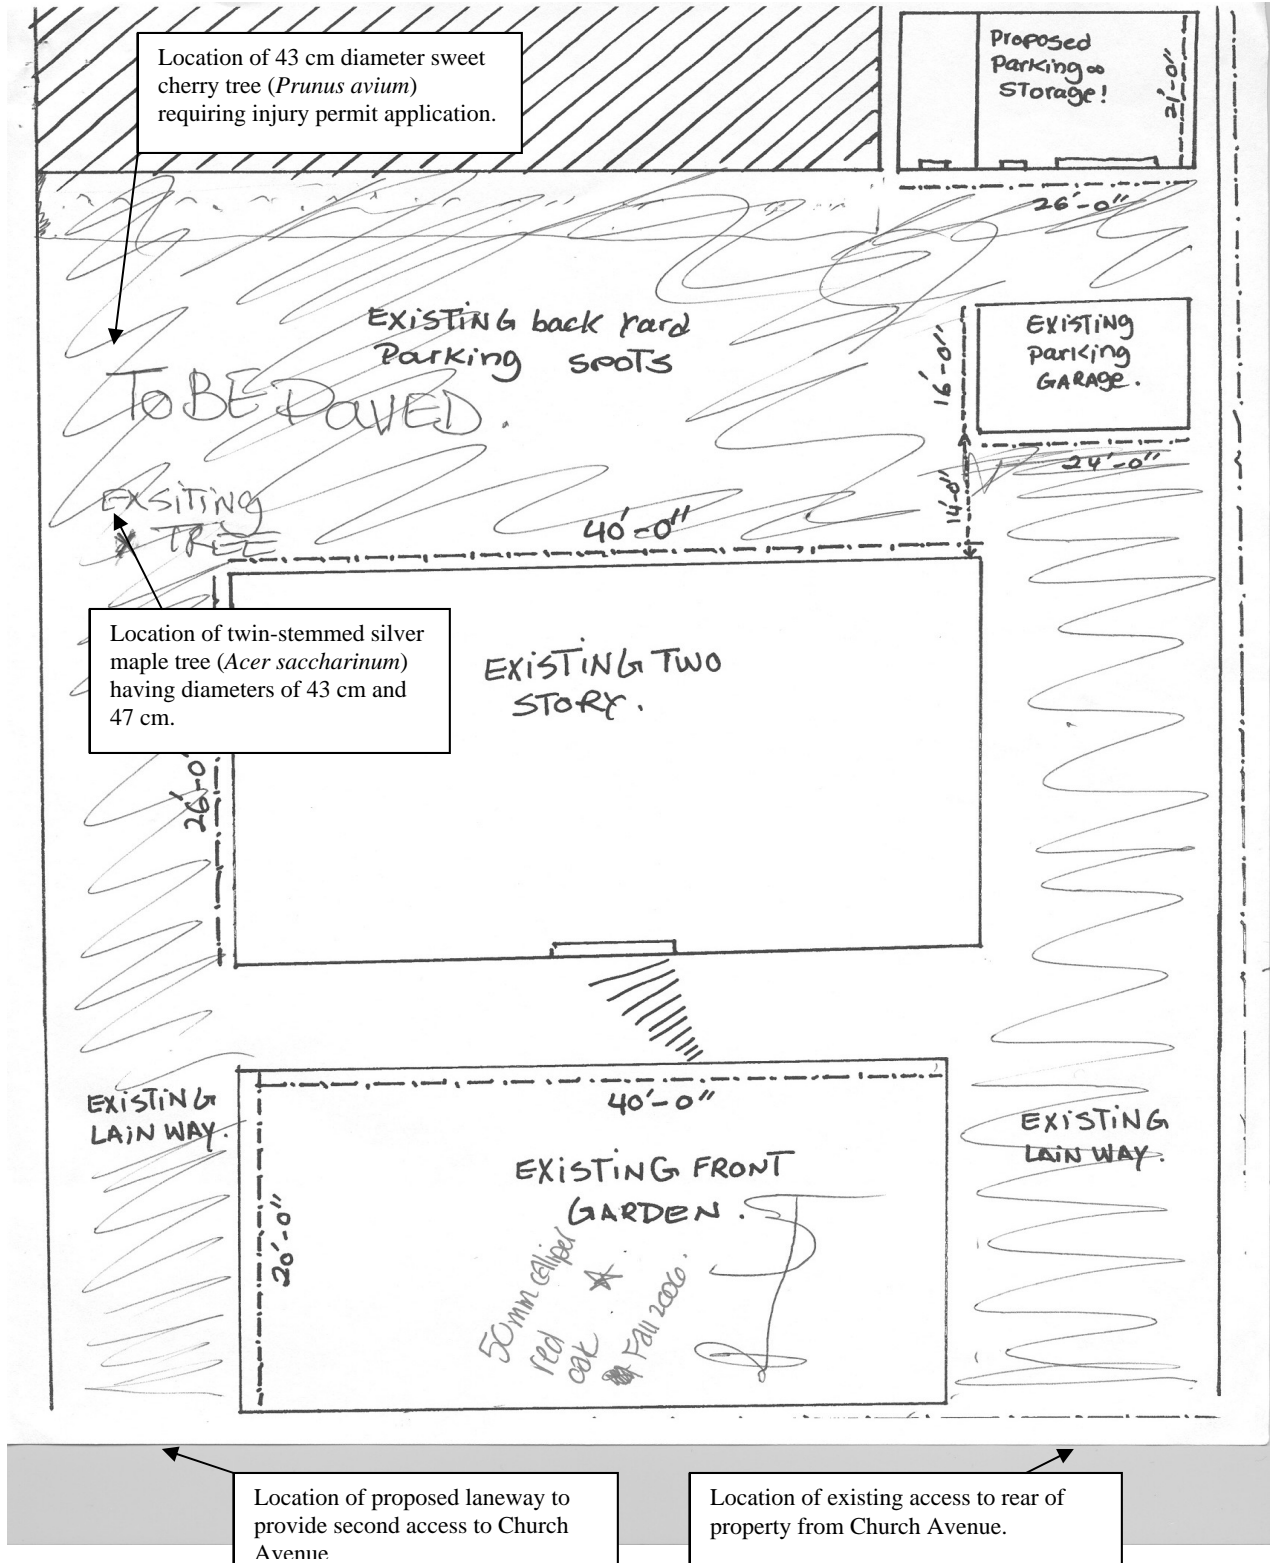 Location of 43 cm diameter sweet
cherry tree (Prunus avium)
requiring injury permit application.
Proposed
Parking &
STorage!
21'-0"
26'-0"
EXiSTiNG back Yard
Parking spoTS
EXiSTiNG
parking
GARAge.
16'-0"
24'-0"
14'-0"
To BE PAVED.
EXSiTiNg
TREE
40'-0"
Location of twin-stemmed silver
maple tree (Acer saccharinum)
having diameters of 43 cm and
47 cm.
EXiSTiNG TWO
STORY.
26'-0"
40'-0"
EXiSTiNG
LAiN WAY.
EXiSTiNG
LAiN WAY.
EXiSTiNG FRONT
GARDEN.
20'-0"
50mm calliper
red
oak
Fall 2006.
Location of proposed laneway to
provide second access to Church
Avenue
Location of existing access to rear of
property from Church Avenue.